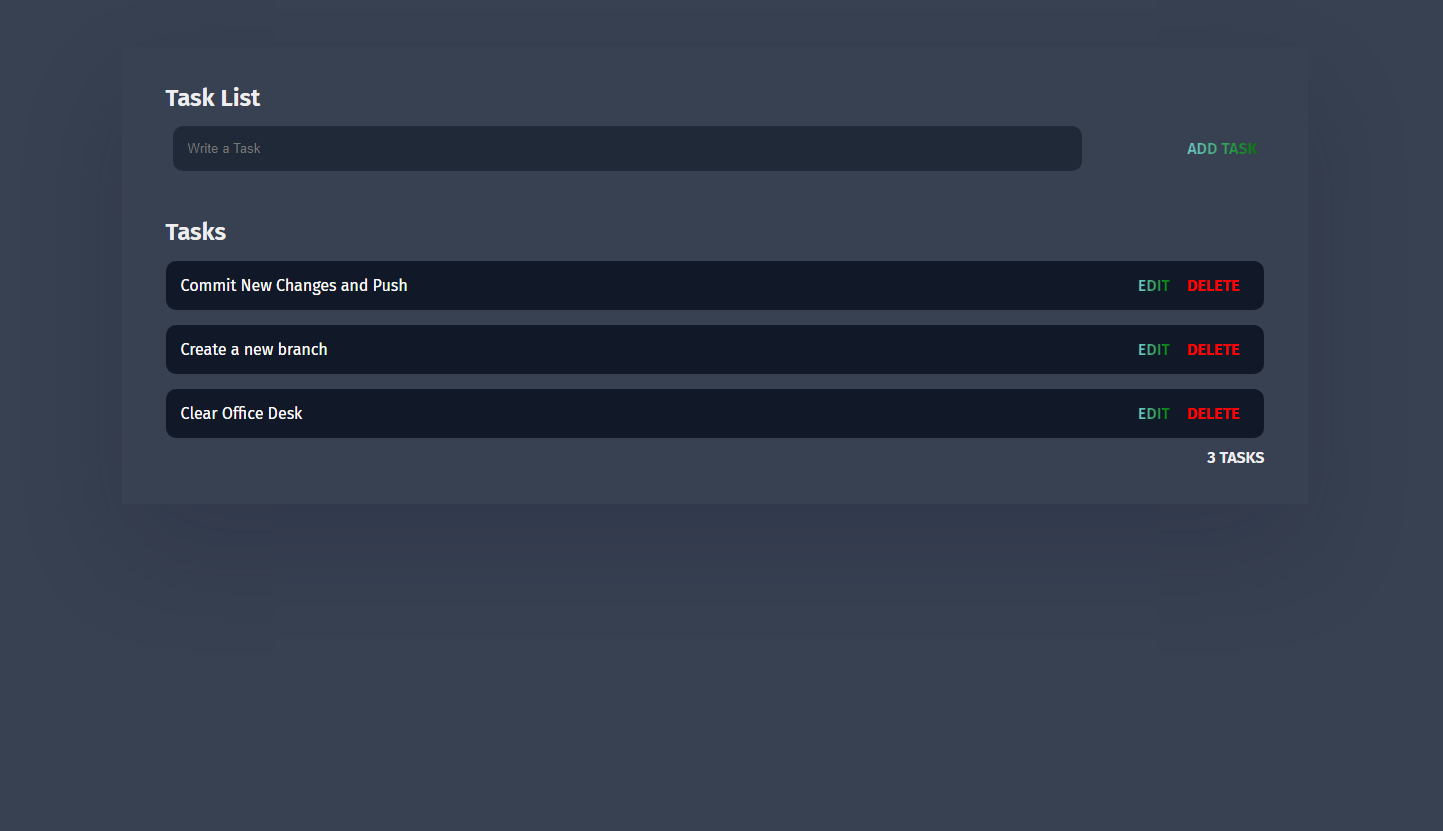 Task List
Write a Task
ADD TASK
Tasks
Commit New Changes and Push
EDIT DELETE
Create a new branch
EDIT DELETE
Clear Office Desk
EDIT DELETE
3 TASKS